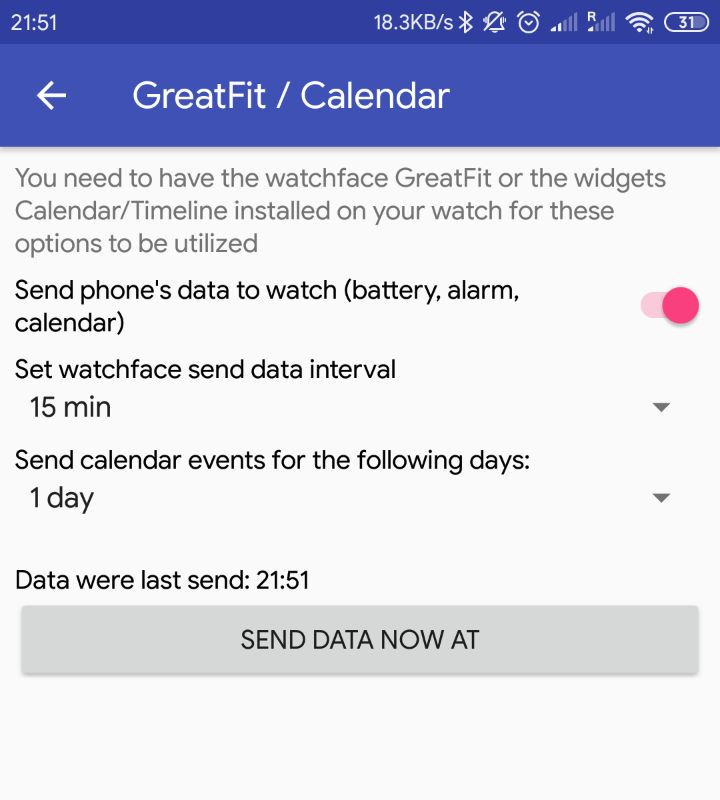 21:51 18.3KB/s R 31
GreatFit / Calendar
You need to have the watchface GreatFit or the widgets
Calendar/Timeline installed on your watch for these
options to be utilized
Send phone's data to watch (battery, alarm,
calendar)
Set watchface send data interval
15 min
Send calendar events for the following days:
1 day
Data were last send: 21:51
SEND DATA NOW AT